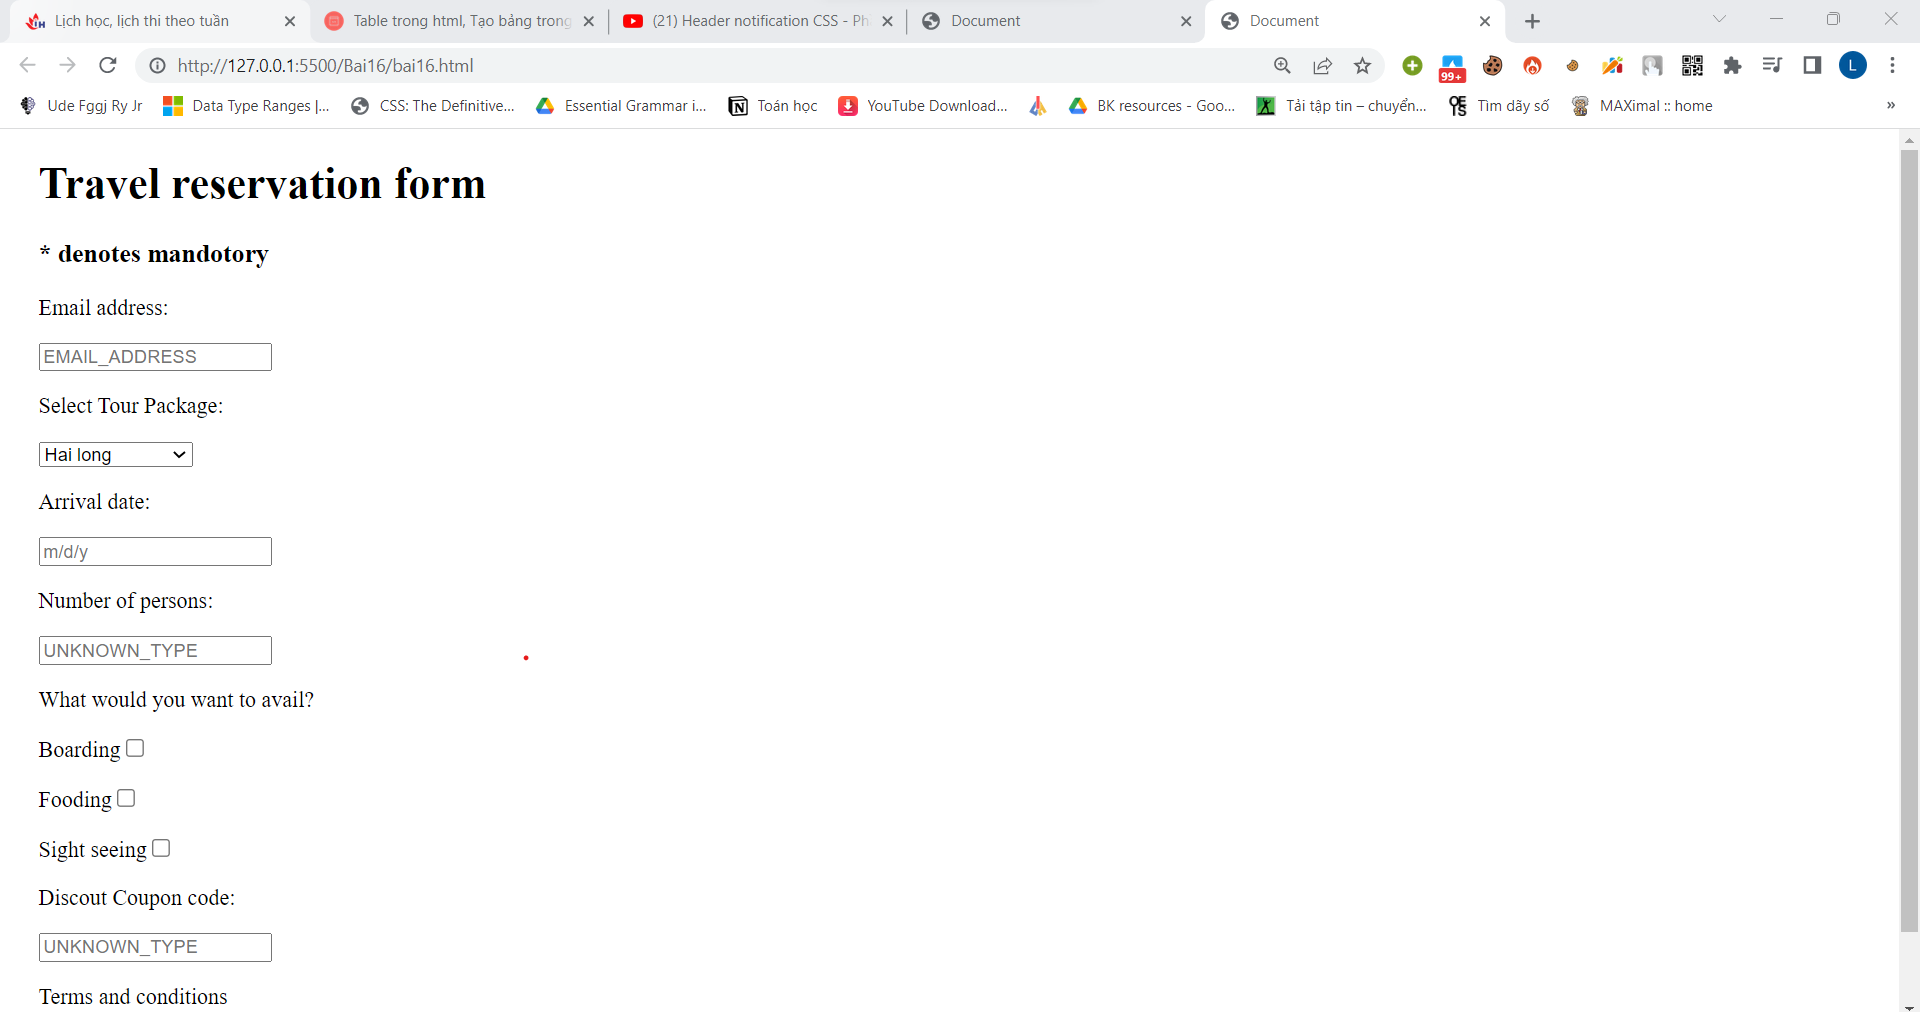 Lịch học, lịch thi theo tuần
Table trong html, Tạo bảng trong
(21) Header notification CSS - Ph
Document
Document
http://127.0.0.1:5500/Bai16/bai16.html
99+
L
Ude Fggj Ry Jr
Data Type Ranges |...
CSS: The Definitive...
Essential Grammar i...
Toán học
YouTube Download...
BK resources - Goo...
Tải tập tin – chuyển...
Tìm dãy số
MAXimal :: home
»
Travel reservation form
* denotes mandotory
Email address:
EMAIL_ADDRESS
Select Tour Package:
Hai long
Arrival date:
m/d/y
Number of persons:
UNKNOWN_TYPE
What would you want to avail?
Boarding
Fooding
Sight seeing
Discout Coupon code:
UNKNOWN_TYPE
Terms and conditions